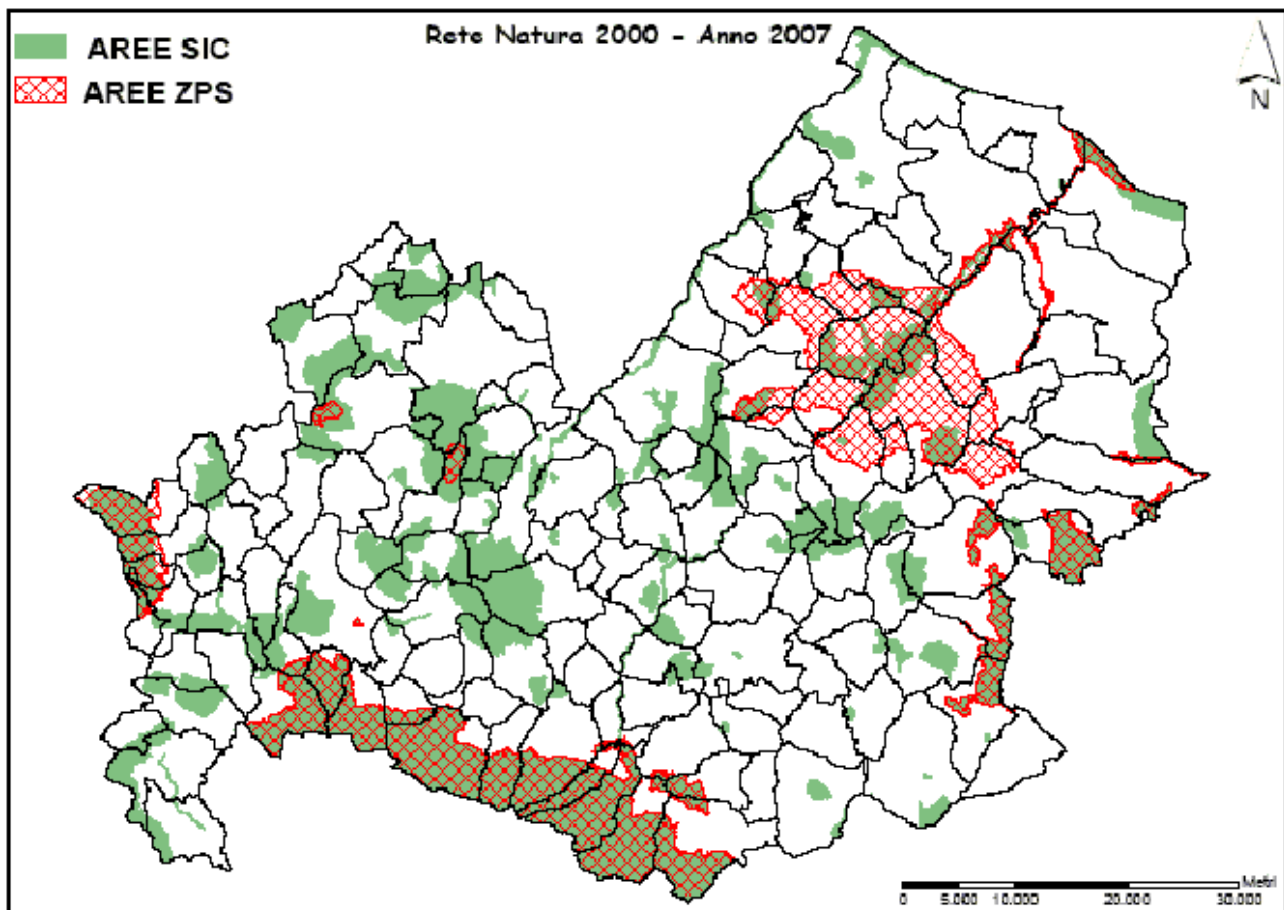 Rete Natura 2000 - Anno 2007
AREE SIC
AREE ZPS
N
Metri
0 5.000 10.000 20.000 30.000